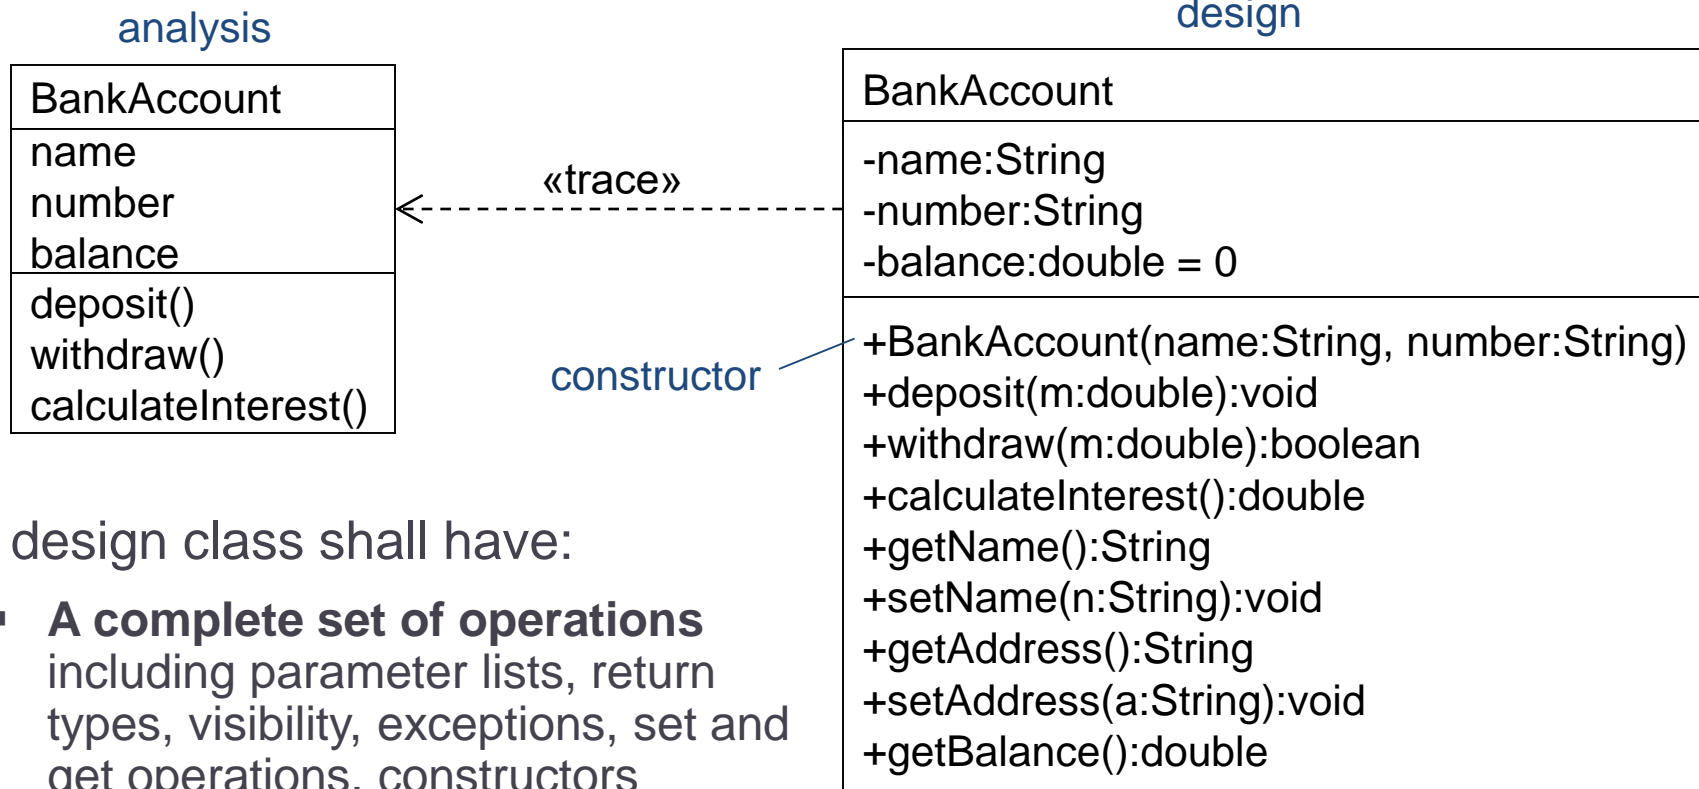 analysis
BankAccount
name
number
balance
deposit()
withdraw()
calculateInterest()
«trace»
design
BankAccount
-name:String
-number:String
-balance:double = 0
constructor
+BankAccount(name:String, number:String)
+deposit(m:double):void
+withdraw(m:double):boolean
+calculateInterest():double
+getName():String
+setName(n:String):void
+getAddress():String
+setAddress(a:String):void
+getBalance():double
design class shall have:
▪ A complete set of operations
including parameter lists, return
types, visibility, exceptions, set and
get operations, constructors